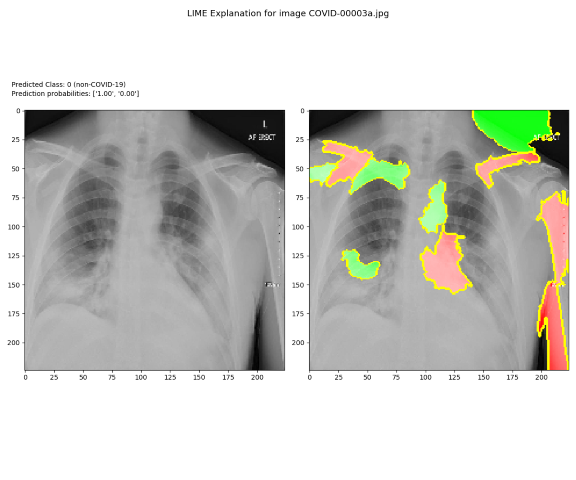 LIME Explanation for image COVID-00003a.jpg
Predicted Class: 0 (non-COVID-19)
Prediction probabilities: ['1.00', '0.00']
0
25
50
75
100
125
150
175
200
0 25 50 75 100 125 150 175 200
L
AP ERECT
0
25
50
75
100
125
150
175
200
0 25 50 75 100 125 150 175 200